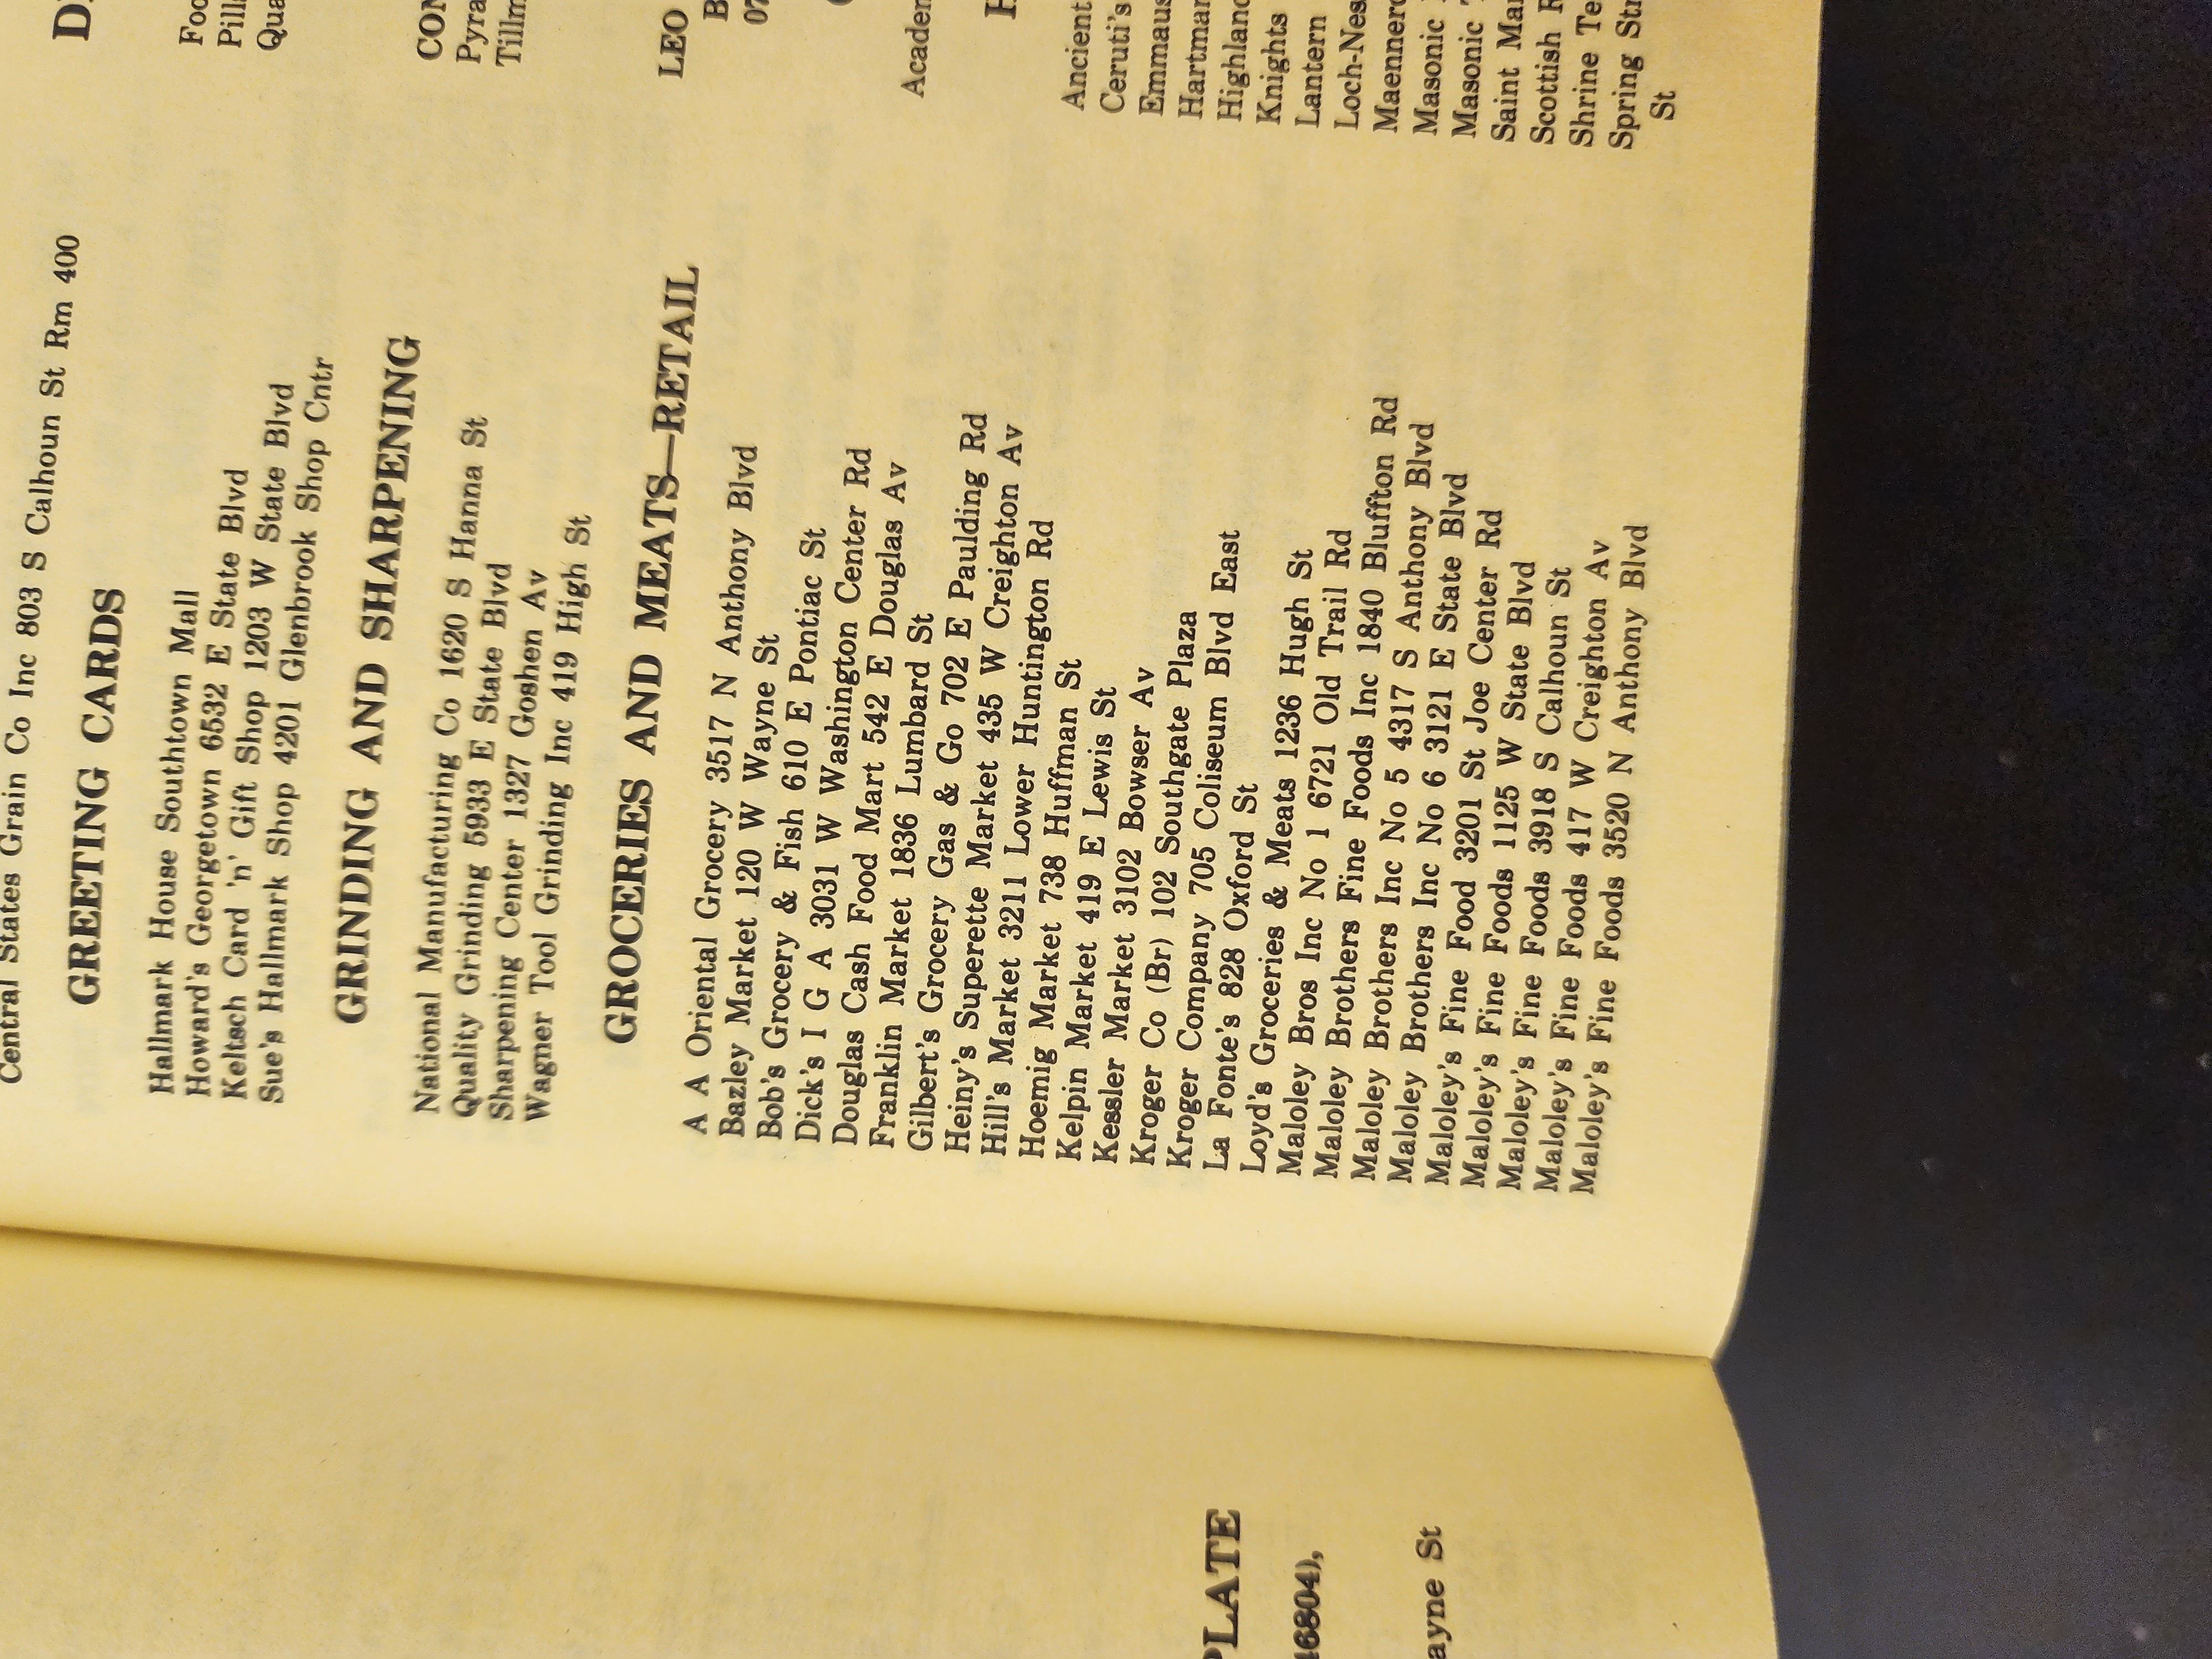 Central States Grain Co Inc 803 S Calhoun St Rm 400
GREETING CARDS
Hallmark House Southtown Mall
Howard's Georgetown 6532 E State Blvd
Keltsch Card 'n' Gift Shop 1203 W State Blvd
Sue's Hallmark Shop 4201 Glenbrook Shop Cntr
GRINDING AND SHARPENING
National Manufacturing Co 1620 S Hanna St
Quality Grinding 5933 E State Blvd
Sharpening Center 1327 Goshen Av
Wagner Tool Grinding Inc 419 High St
GROCERIES AND MEATS—RETAIL
A A Oriental Grocery 3517 N Anthony Blvd
Bazley Market 120 W Wayne St
Bob's Grocery & Fish 610 E Pontiac St
Dick's I G A 3031 W Washington Center Rd
Douglas Cash Food Mart 542 E Douglas Av
Franklin Market 1836 Lumbard St
Gilbert's Grocery Gas & Go 702 E Paulding Rd
Heiny's Superette Market 435 W Creighton Av
Hill's Market 3211 Lower Huntington Rd
Hoemig Market 738 Huffman St
Kelpin Market 419 E Lewis St
Kessler Market 3102 Bowser Av
Kroger Co (Br) 102 Southgate Plaza
Kroger Company 705 Coliseum Blvd East
La Fonte's 828 Oxford St
Loyd's Groceries & Meats 1236 Hugh St
Maloley Bros Inc No 1 6721 Old Trail Rd
Maloley Brothers Fine Foods Inc 1840 Bluffton Rd
Maloley Brothers Inc No 5 4317 S Anthony Blvd
Maloley Brothers Inc No 6 3121 E State Blvd
Maloley's Fine Food 3201 St Joe Center Rd
Maloley's Fine Foods 1125 W State Blvd
Maloley's Fine Foods 3918 S Calhoun St
Maloley's Fine Foods 417 W Creighton Av
Maloley's Fine Foods 3520 N Anthony Blvd
LEO
Ancient
Ceruti's
Emmaus
Knights
Lantern
Masonic
Masonic
Saint
Scottish
Shrine
Spring
St
PLATE
46804),
ayne St